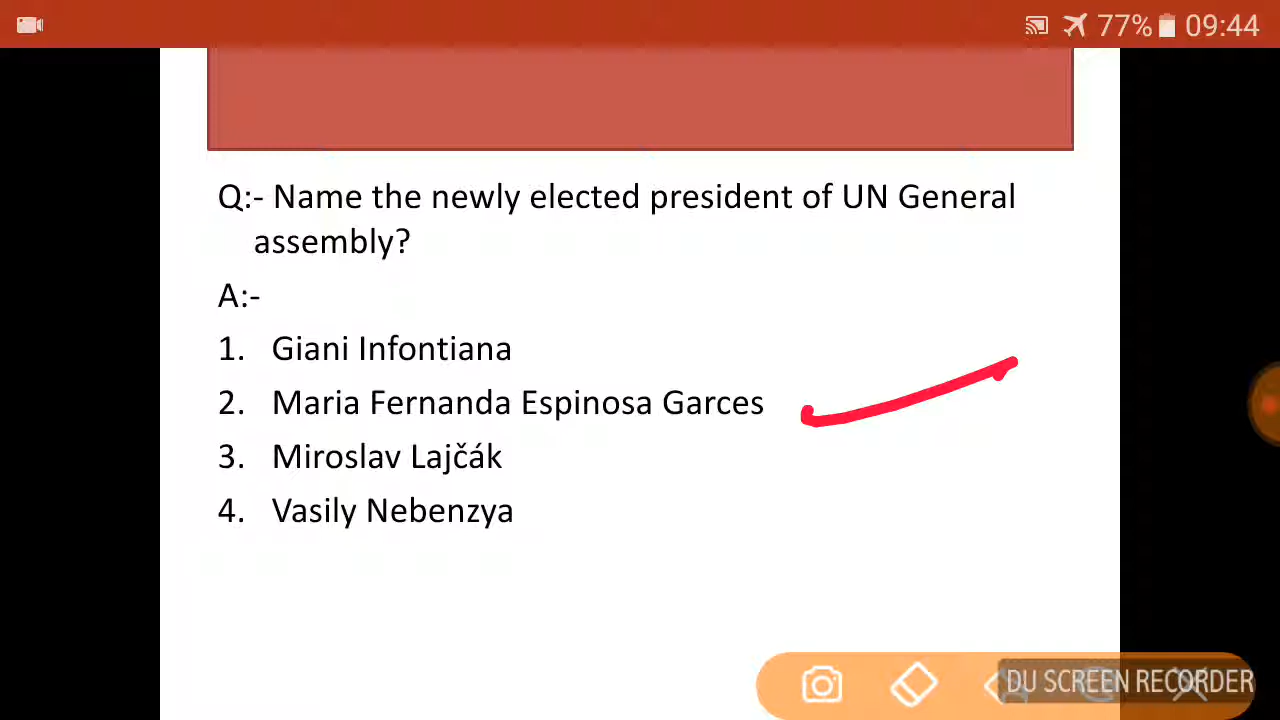 77% 09:44
Q:- Name the newly elected president of UN General
assembly?
A:-
1. Giani Infontiana
2. Maria Fernanda Espinosa Garces
3. Miroslav Lajčák
4. Vasily Nebenzya
DU SCREEN RECORDER